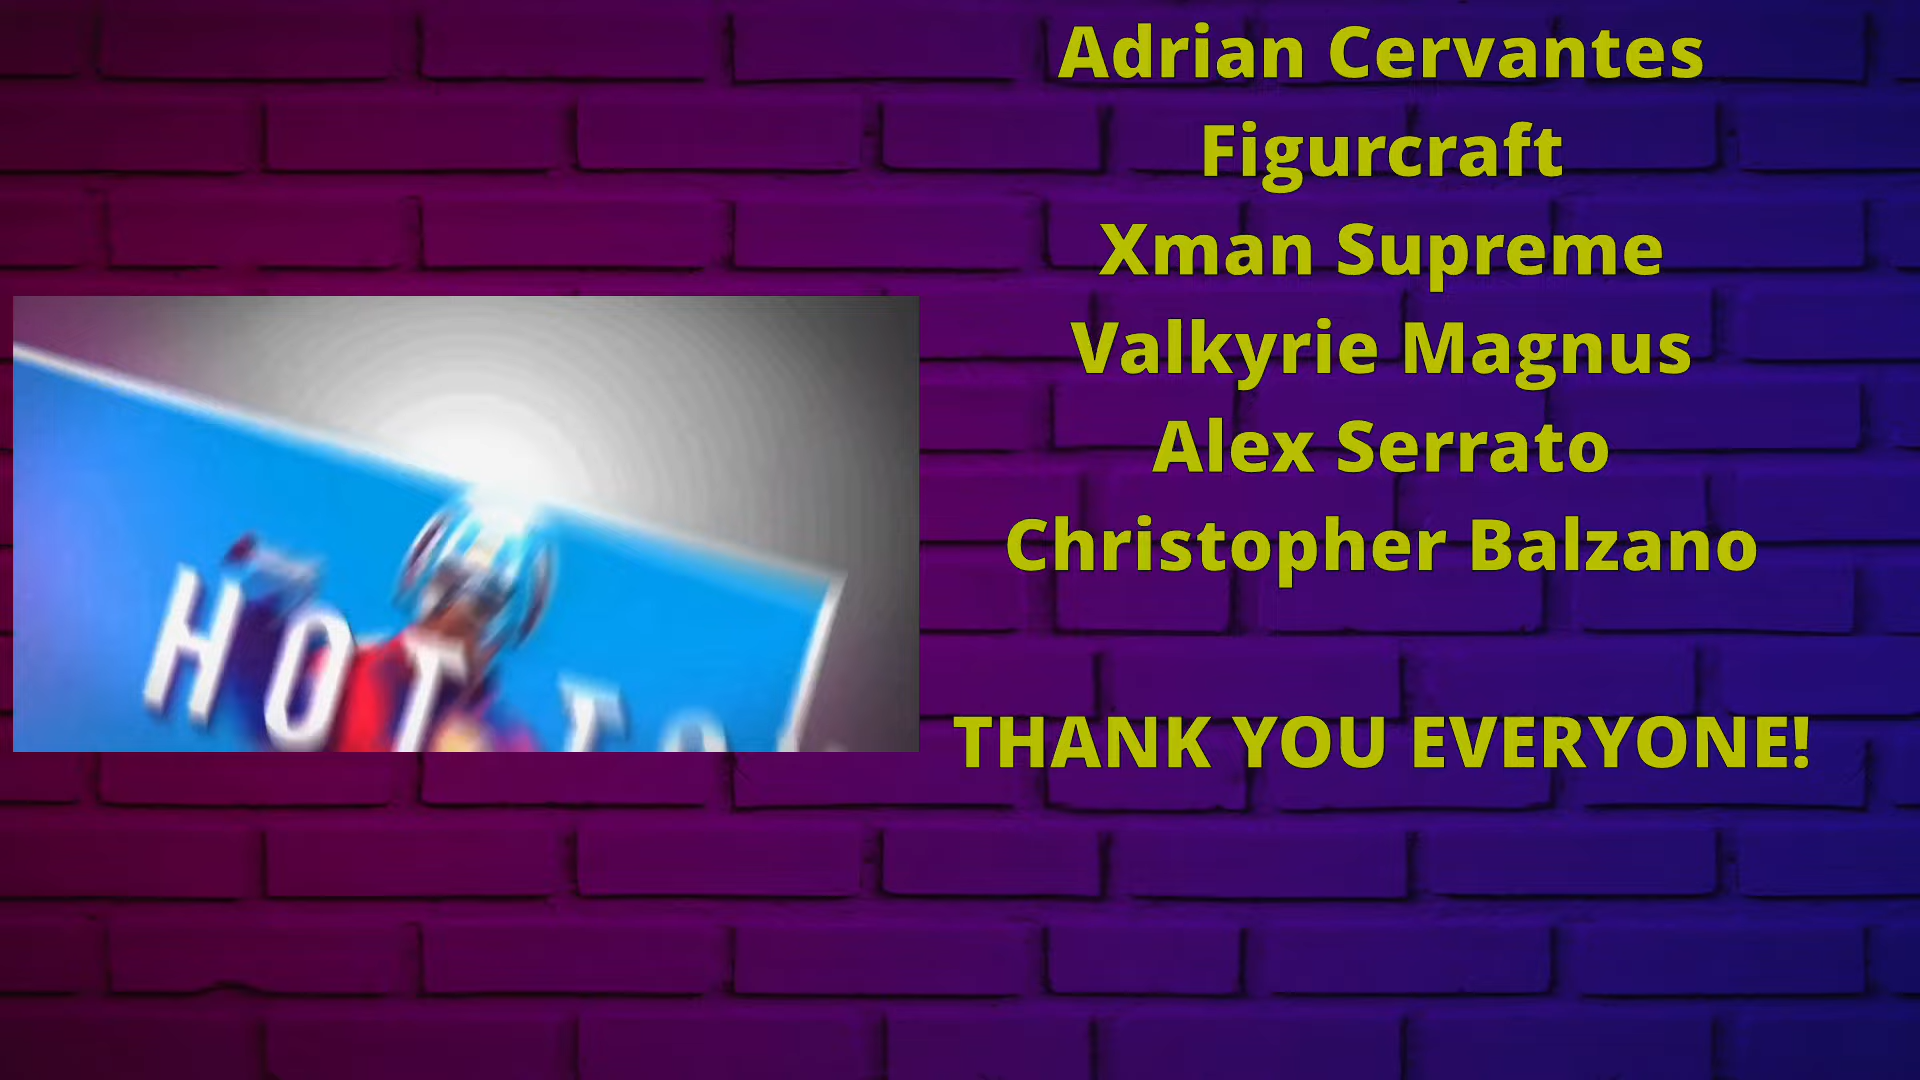 Adrian Cervantes
Figurcraft
Xman Supreme
Valkyrie Magnus
Alex Serrato
Christopher Balzano
THANK YOU EVERYONE!
HOT